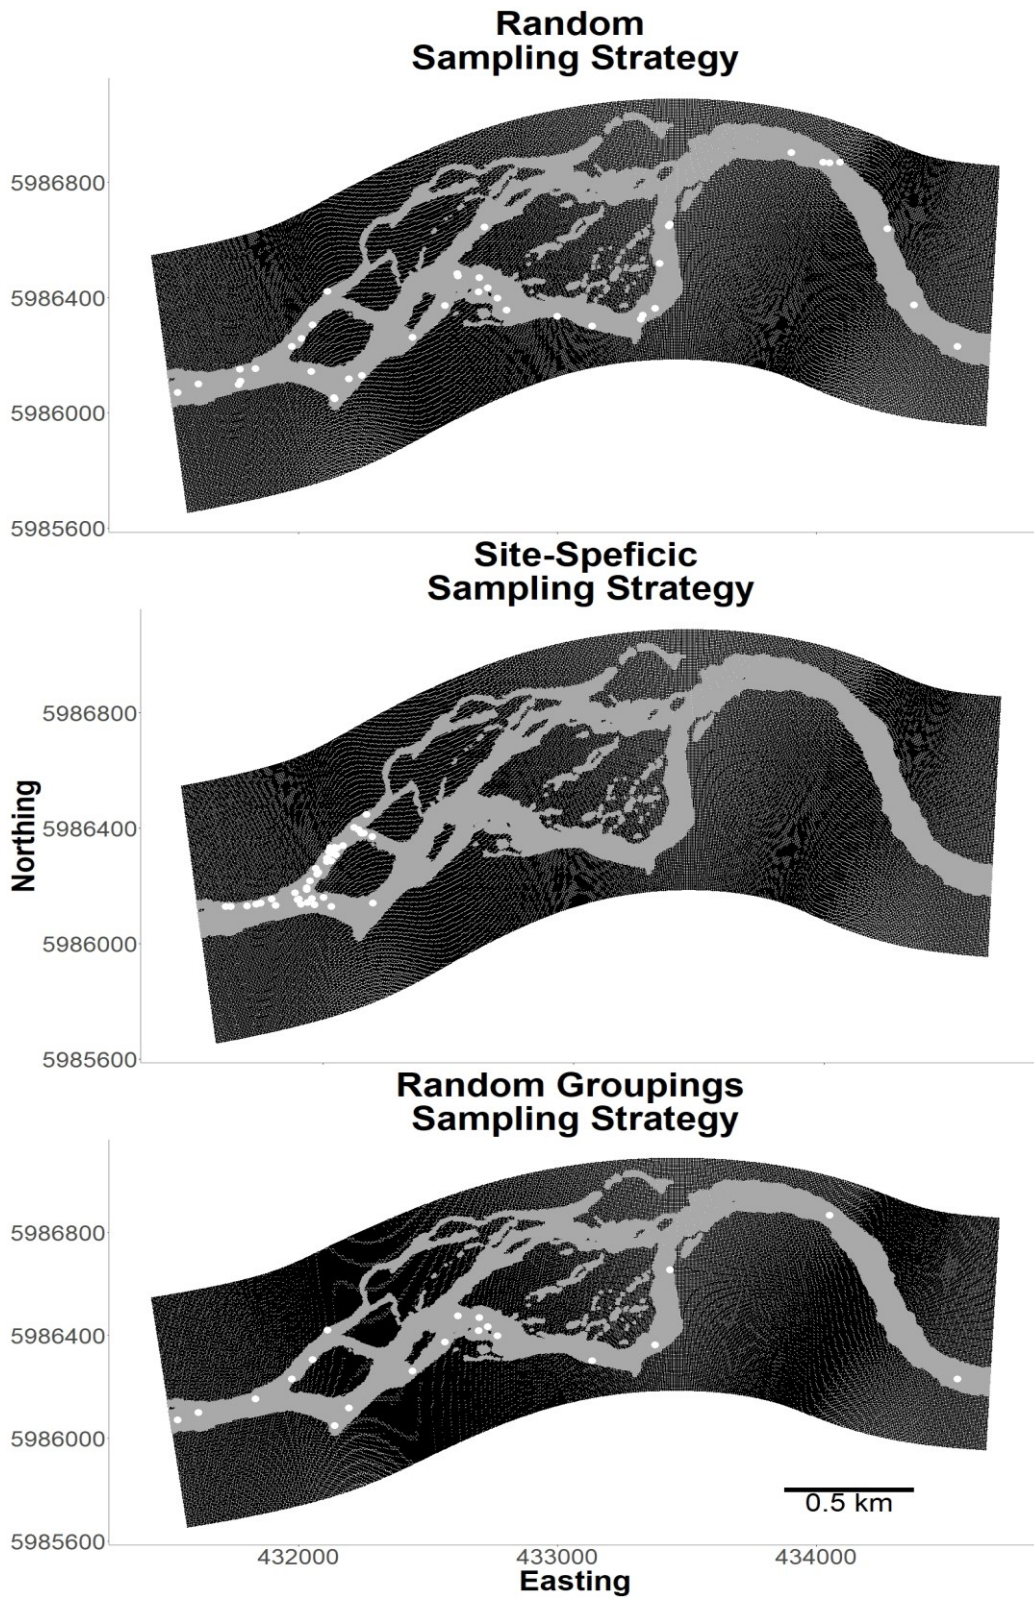 Random
Sampling Strategy
5986800
5986400
5986000
5985600
Site-Speficic
Sampling Strategy
Northing
5986800
5986400
5986000
5985600
Random Groupings
Sampling Strategy
5986800
5986400
5986000
5985600
0.5 km
432000 433000 434000
Easting